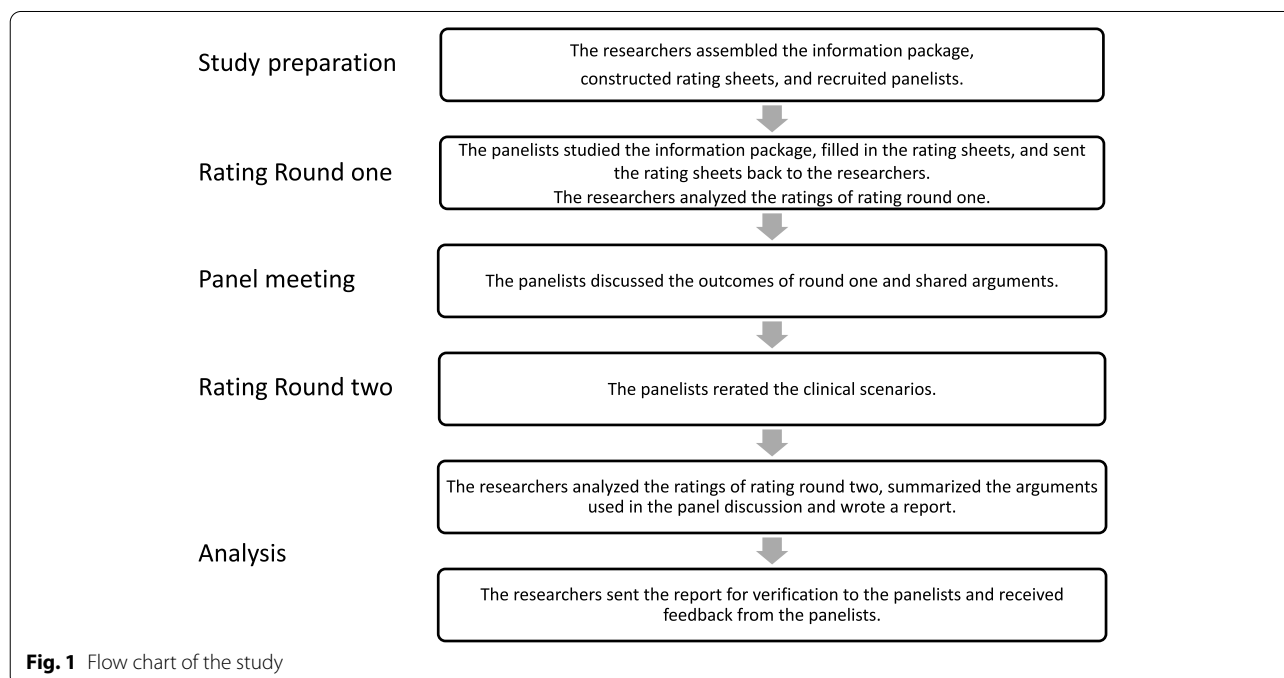 Study preparation
The researchers assembled the information package,
constructed rating sheets, and recruited panelists.
Rating Round one
The panelists studied the information package, filled in the rating sheets, and sent
the rating sheets back to the researchers.
The researchers analyzed the ratings of rating round one.
Panel meeting
The panelists discussed the outcomes of round one and shared arguments.
Rating Round two
The panelists rerated the clinical scenarios.
Analysis
The researchers analyzed the ratings of rating round two, summarized the arguments
used in the panel discussion and wrote a report.
The researchers sent the report for verification to the panelists and received
feedback from the panelists.
Fig. 1 Flow chart of the study